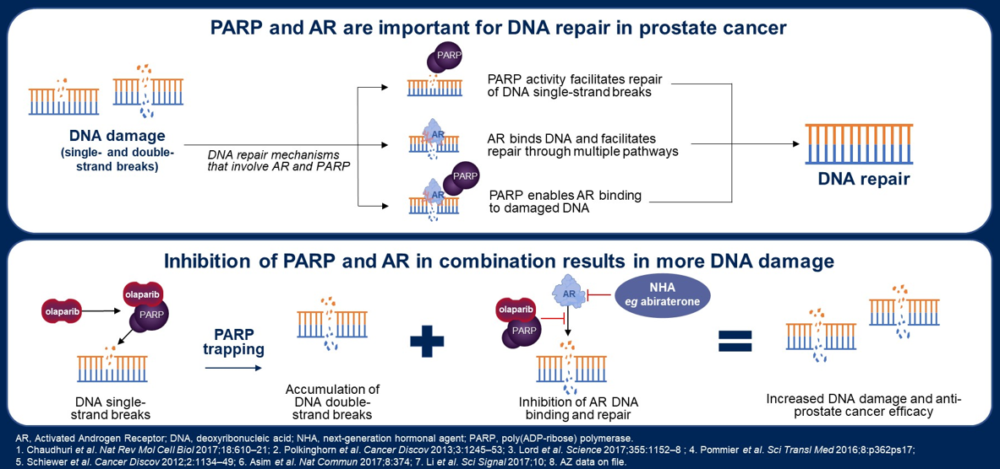 PARP and AR are important for DNA repair in prostate cancer
PARP
PARP activity facilitates repair
of DNA single-strand breaks
DNA damage
(single- and double-
strand breaks)
DNA repair mechanisms
that involve AR and PARP
AR
AR binds DNA and facilitates
repair through multiple pathways
PARP
AR
PARP enables AR binding
to damaged DNA
DNA repair
Inhibition of PARP and AR in combination results in more DNA damage
olaparib
olaparib
PARP
DNA single-
strand breaks
PARP
trapping
Accumulation of
DNA double-
strand breaks
+
AR
NHA
eg abiraterone
olaparib
PARP
Inhibition of AR DNA
binding and repair
=
Increased DNA damage and anti-
prostate cancer efficacy
AR, Activated Androgen Receptor; DNA, deoxyribonucleic acid; NHA, next-generation hormonal agent; PARP, poly(ADP-ribose) polymerase.
1. Chaudhuri et al. Nat Rev Mol Cell Biol 2017;18:610–21; 2. Polkinghorn et al. Cancer Discov 2013;3:1245–53; 3. Lord et al. Science 2017;355:1152–8 ; 4. Pommier et al. Sci Transl Med 2016;8:p362ps17;
5. Schiewer et al. Cancer Discov 2012;2:1134–49; 6. Asim et al. Nat Commun 2017;8:374; 7. Li et al. Sci Signal 2017;10; 8. AZ data on file.